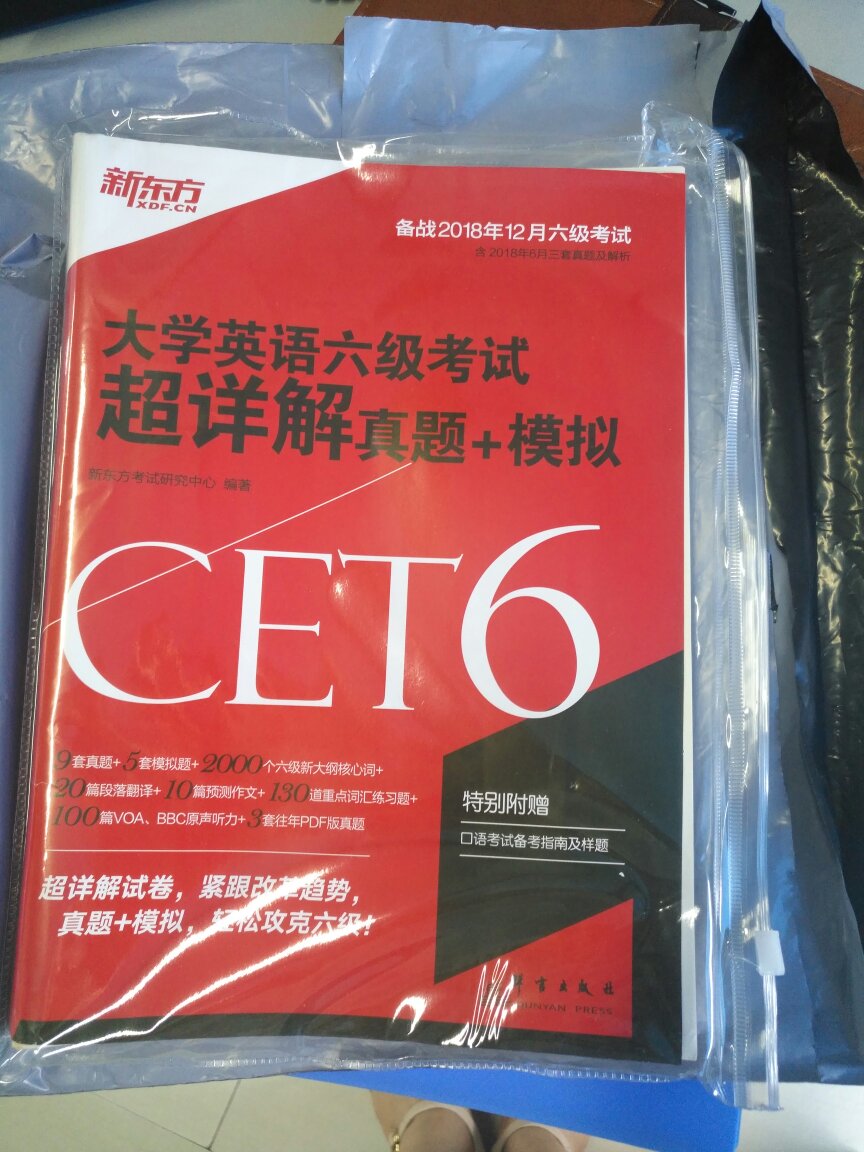 新东方
XDF.CN
备战2018年12月六级考试
含2018年6月三套真题及解析
大学英语六级考试
超详解真题+模拟
新东方考试研究中心 编著
CET6
9套真题+5套模拟题+2000个六级新大纲核心词+
20篇段落翻译+10篇预测作文+130道重点词汇练习题+
100篇VOA、BBC原声听力+3套往年PDF版真题
特别附赠
口语考试备考指南及样题
超详解试卷，紧跟改革趋势，
真题+模拟，轻松攻克六级！
群言出版社
QUNYAN PRESS